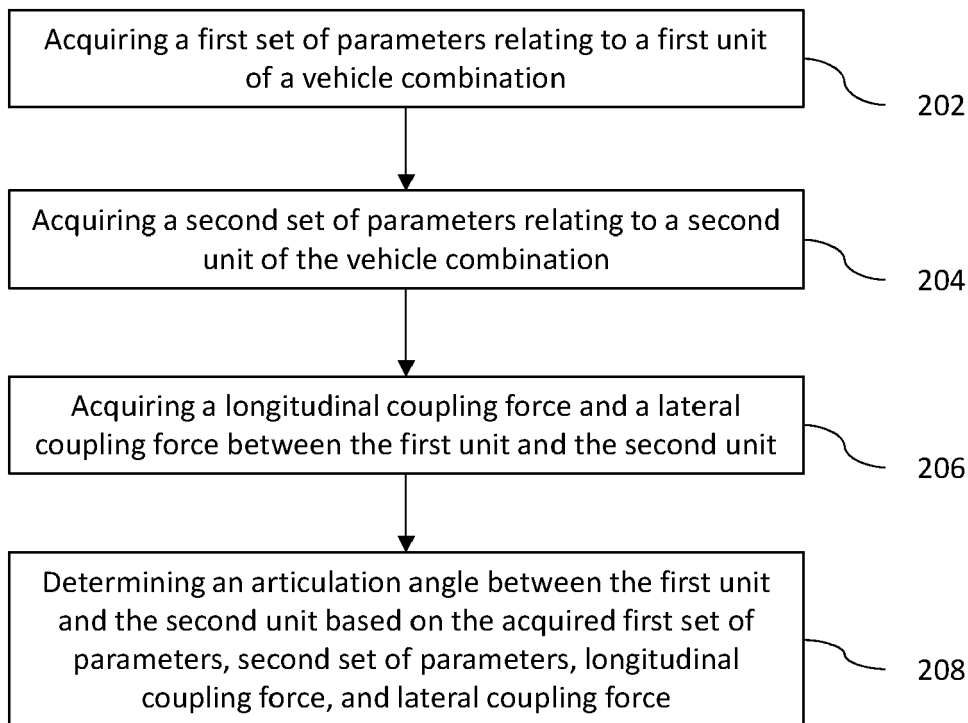 Acquiring a first set of parameters relating to a first unit
of a vehicle combination
202
Acquiring a second set of parameters relating to a second
unit of the vehicle combination
204
Acquiring a longitudinal coupling force and a lateral
coupling force between the first unit and the second unit
206
Determining an articulation angle between the first unit
and the second unit based on the acquired first set of
parameters, second set of parameters, longitudinal
coupling force, and lateral coupling force
208